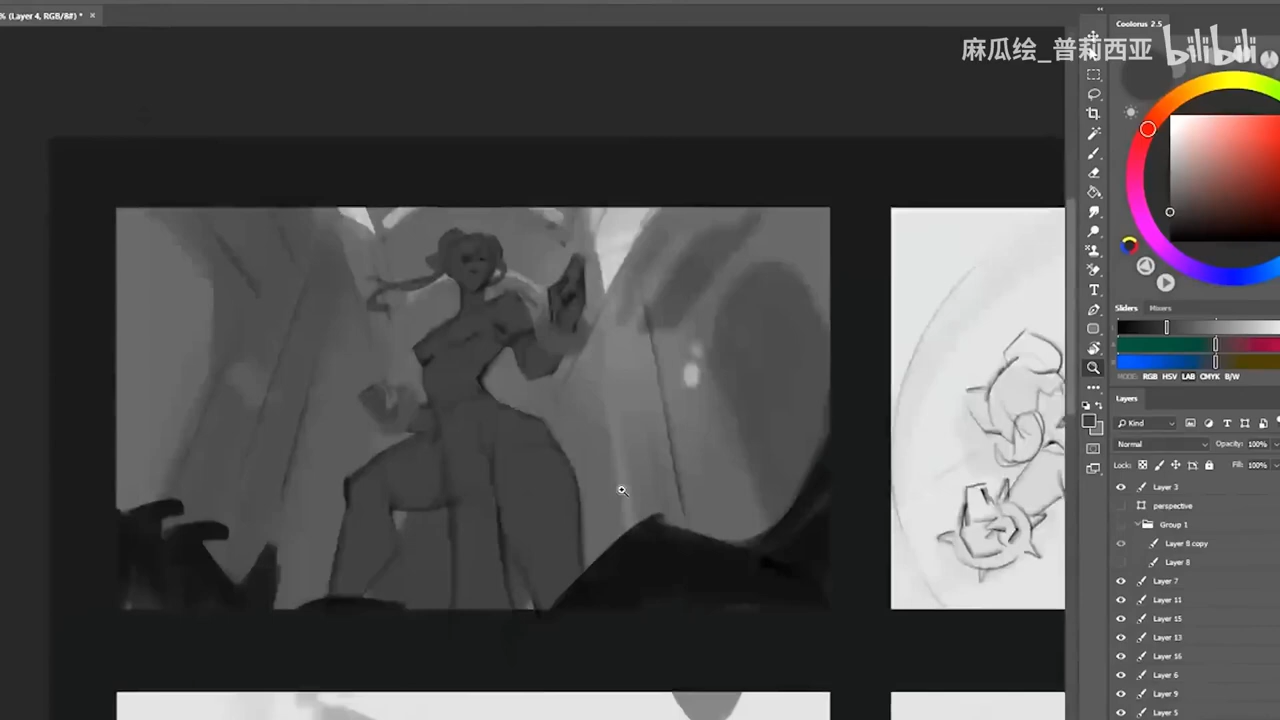 % (Layer 4, RGB/8#) *
Coolorus 2.5
麻瓜绘_普莉西亚 bilibili
Sliders Mixers
RGB HSV LAB CMYK B/W
Layers
Kind
Normal Opacity: 100%
Lock: Fill: 100%
Layer 3
perspective
Group 1
Layer 8 copy
Layer 8
Layer 7
Layer 11
Layer 15
Layer 13
Layer 16
Layer 6
Layer 9
Layer 5